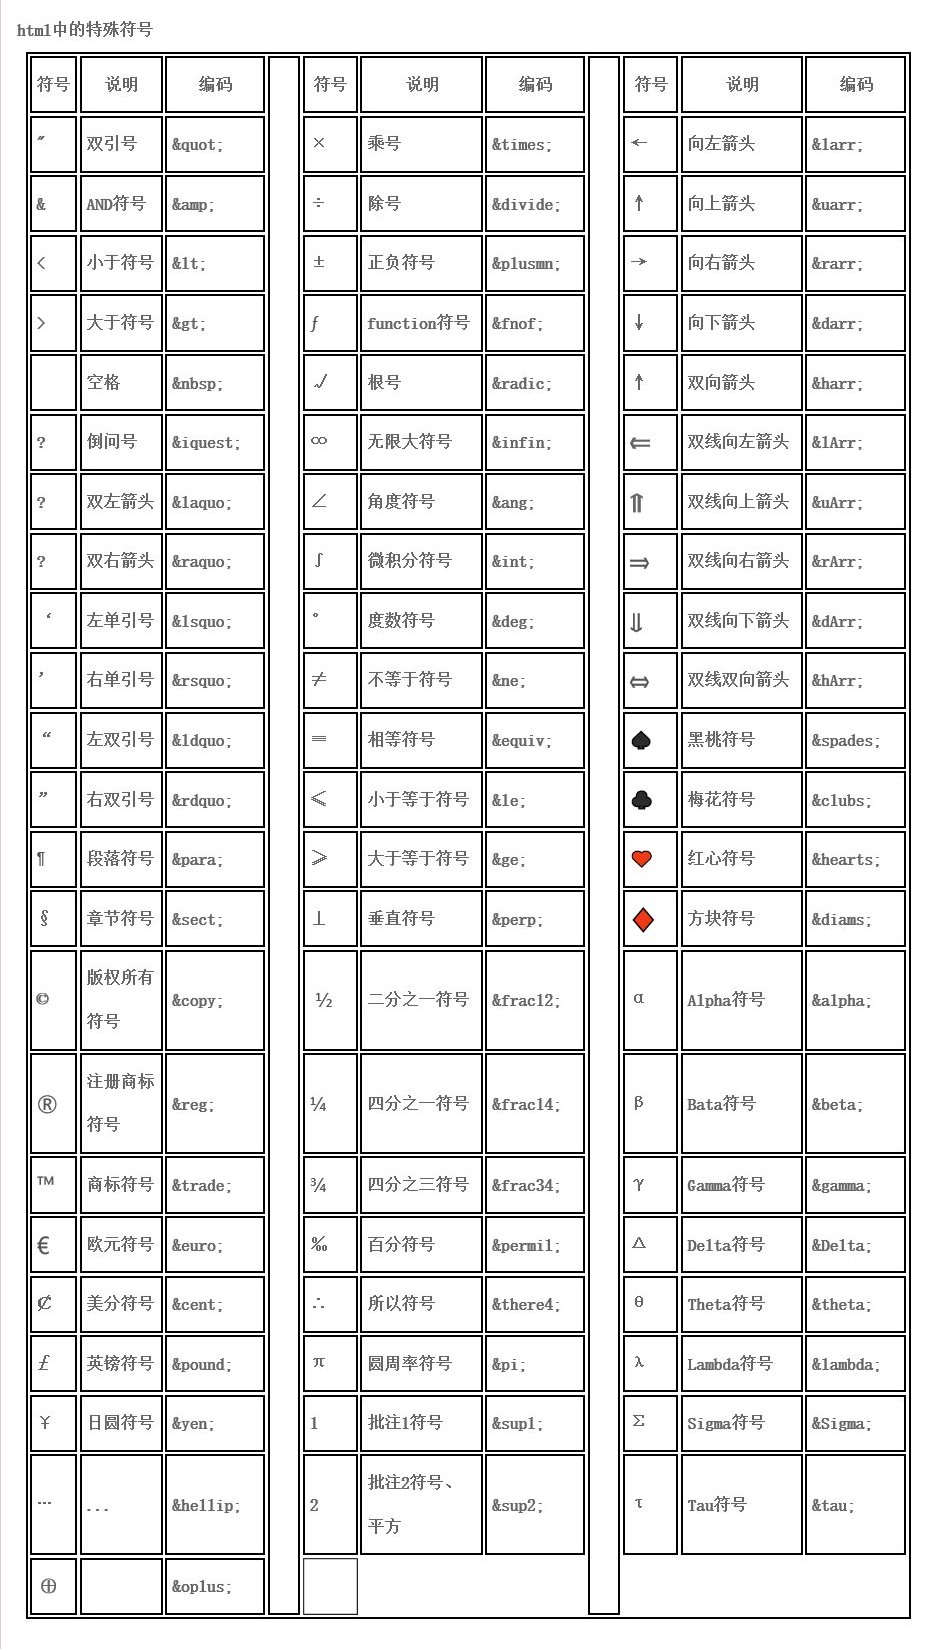 html中的特殊符号
符号 说明 编码 符号 说明 编码 符号 说明 编码
″ 双引号 &quot; × 乘号 &times; ← 向左箭头 &larr;
& AND符号 &amp; ÷ 除号 &divide; ↑ 向上箭头 &uarr;
< 小于符号 &lt; ± 正负符号 &plusmn; → 向右箭头 &rarr;
> 大于符号 &gt; ƒ function符号 &fnof; ↓ 向下箭头 &darr;
空格 &nbsp; √ 根号 &radic; ↑ 双向箭头 &harr;
? 倒问号 &iquest; ∞ 无限大符号 &infin; ⇐ 双线向左箭头 &lArr;
? 双左箭头 &laquo; ∠ 角度符号 &ang; ⇑ 双线向上箭头 &uArr;
? 双右箭头 &raquo; ∫ 微积分符号 &int; ⇒ 双线向右箭头 &rArr;
‘ 左单引号 &lsquo; ° 度数符号 &deg; ⇓ 双线向下箭头 &dArr;
’ 右单引号 &rsquo; ≠ 不等于符号 &ne; ⇔ 双线双向箭头 &hArr;
“ 左双引号 &ldquo; ≡ 相等符号 &equiv; ♠ 黑桃符号 &spades;
” 右双引号 &rdquo; ≤ 小于等于符号 &le; ♣ 梅花符号 &clubs;
¶ 段落符号 &para; ≥ 大于等于符号 &ge; ♥ 红心符号 &hearts;
§ 章节符号 &sect; ⊥ 垂直符号 &perp; ♦ 方块符号 &diams;
© 版权所有
符号 &copy; ½ 二分之一符号 &frac12; α Alpha符号 &alpha;
® 注册商标
符号 &reg; ¼ 四分之一符号 &frac14; β Bata符号 &beta;
™ 商标符号 &trade; ¾ 四分之三符号 &frac34; γ Gamma符号 &gamma;
€ 欧元符号 &euro; ‰ 百分符号 &permil; Δ Delta符号 &Delta;
₡ 美分符号 &cent; ∴ 所以符号 &there4; θ Theta符号 &theta;
£ 英镑符号 &pound; π 圆周率符号 &pi; λ Lambda符号 &lambda;
¥ 日圆符号 &yen; 1 批注1符号 &sup1; Σ Sigma符号 &Sigma;
… ... &hellip; 2 批注2符号、
平方 &sup2; τ Tau符号 &tau;
⊕ &oplus;